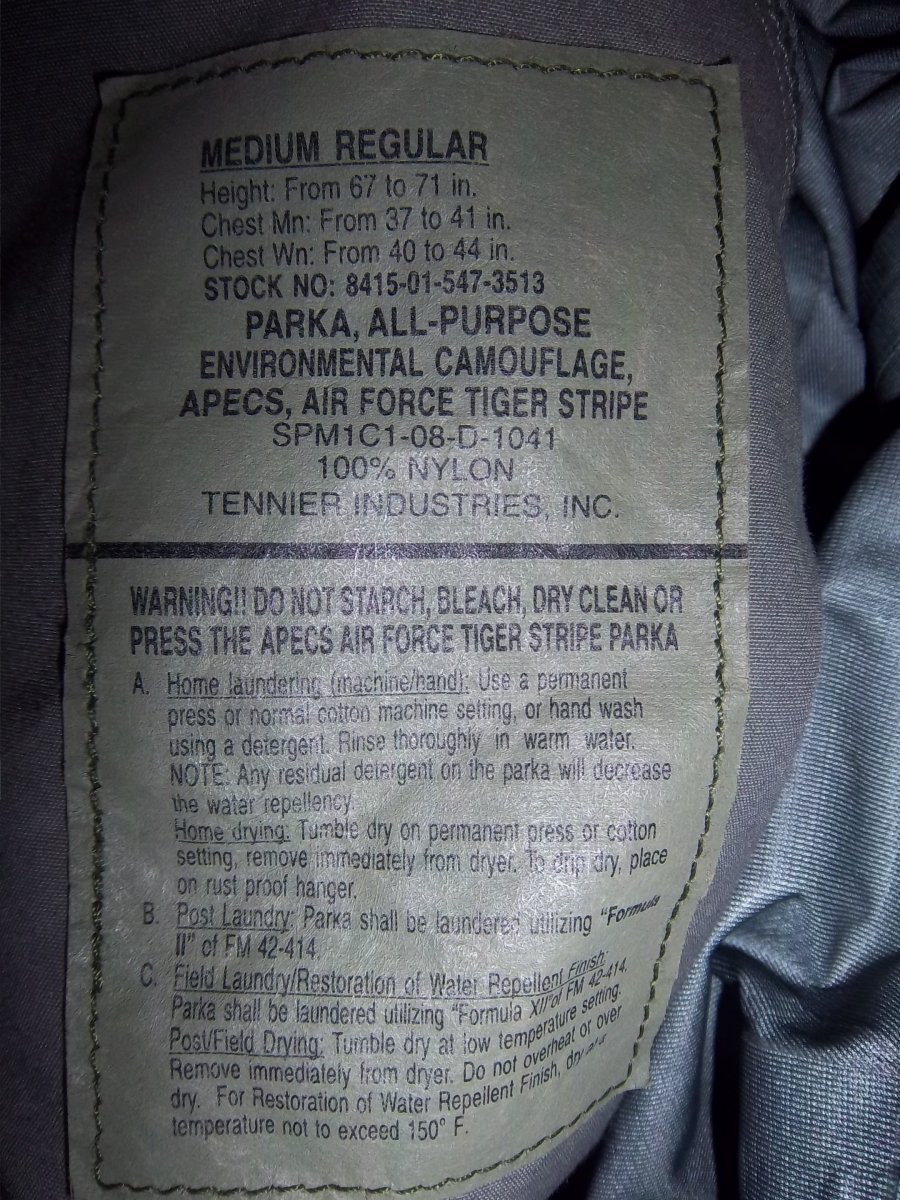 MEDIUM REGULAR
Height: From 67 to 71 in.
Chest Mn: From 37 to 41 in.
Chest Wn: From 40 to 44 in.
STOCK NO: 8415-01-547-3513
PARKA, ALL-PURPOSE
ENVIRONMENTAL CAMOUFLAGE,
APECS, AIR FORCE TIGER STRIPE
SPM1C1-08-D-1041
100% NYLON
TENNIER INDUSTRIES, INC.
WARNING!! DO NOT STARCH, BLEACH, DRY CLEAN OR
PRESS THE APECS AIR FORCE TIGER STRIPE PARKA
A. Home laundering (machine/hand): Use a permanent
press or normal cotton machine setting, or hand wash
using a detergent. Rinse thoroughly in warm water.
NOTE: Any residual detergent on the parka will decrease
the water repellency.
Home drying: Tumble dry on permanent press or cotton
setting, remove immediately from dryer. To drip dry, place
on rust proof hanger.
B. Post Laundry: Parka shall be laundered utilizing "Formula
II" of FM 42-414.
C. Field Laundry/Restoration of Water Repellent Finish:
Parka shall be laundered utilizing "Formula XII"of FM 42-414.
Post/Field Drying: Tumble dry at low temperature setting.
Remove immediately from dryer. Do not overheat or over
dry. For Restoration of Water Repellent Finish,
temperature not to exceed 150° F.